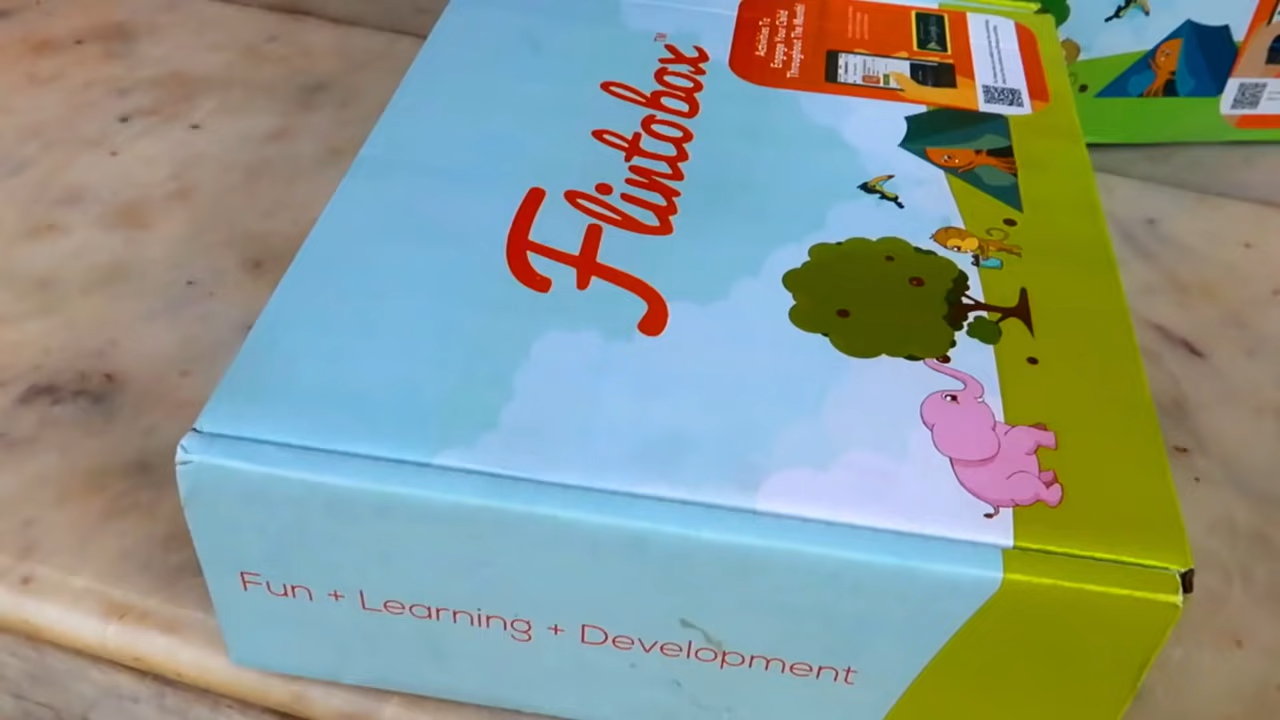 Flintobox™
Activities To
Engage Your Child
Throughout The Month!
Fun + Learning + Development